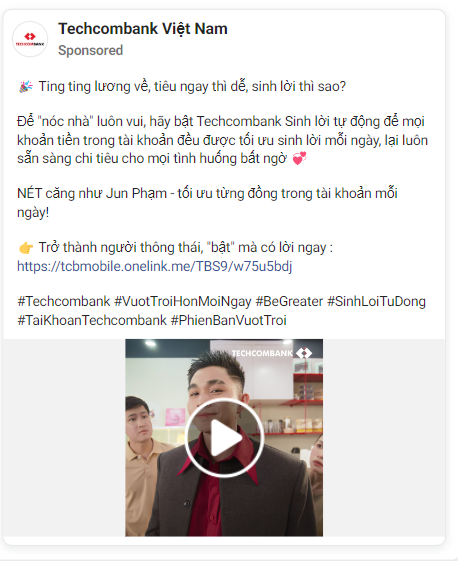 Techcombank Việt Nam
TECHCOMBANK
Sponsored
🎉 Ting ting lương về, tiêu ngay thì dễ, sinh lời thì sao?
Để "nóc nhà" luôn vui, hãy bật Techcombank Sinh lời tự động để mọi
khoản tiền trong tài khoản đều được tối ưu sinh lời mỗi ngày, lại luôn
sẵn sàng chi tiêu cho mọi tình huống bất ngờ 💞
NÉT căng như Jun Phạm - tối ưu từng đồng trong tài khoản mỗi
ngày!
👉 Trở thành người thông thái, "bật" mà có lời ngay :
https://tcbmobile.onelink.me/TBS9/w75u5bdj
#Techcombank #VuotTroiHonMoiNgay #BeGreater #SinhLoiTuDong
#TaiKhoanTechcombank #PhienBanVuotTroi
TECHCOMBANK